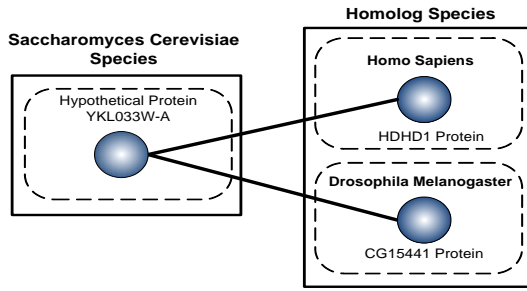 Saccharomyces Cerevisiae
Species
Hypothetical Protein
YKL033W-A
Homolog Species
Homo Sapiens
HDHD1 Protein
Drosophila Melanogaster
CG15441 Protein